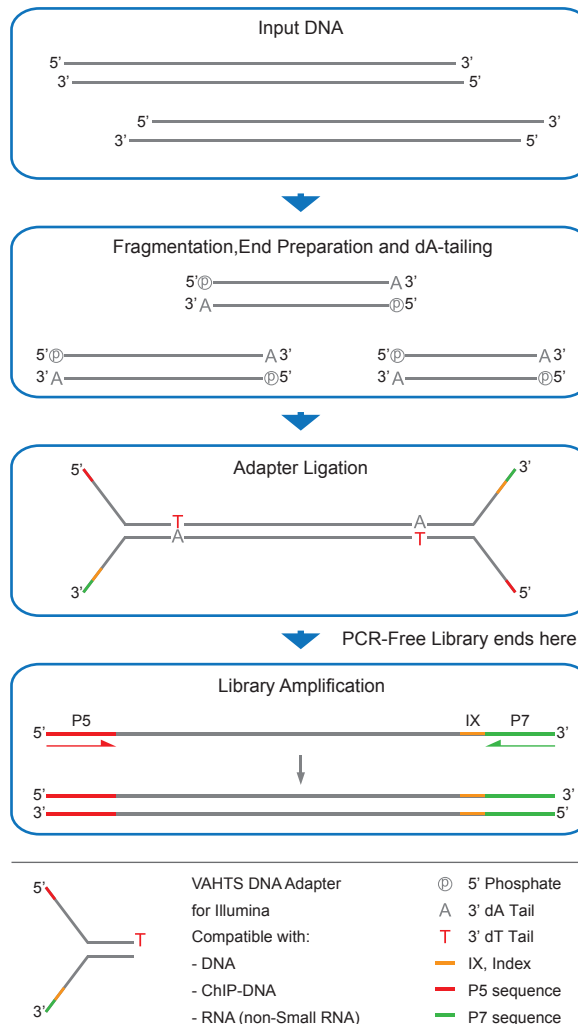 Input DNA
5’ 3’
3’ 5’
5’ 3’
3’ 5’
Fragmentation,End Preparation and dA-tailing
5’ⓟ A 3’
3’ A ⓟ5’
5’ⓟ A 3’ 5’ⓟ A 3’
3’ A ⓟ5’ 3’ A ⓟ5’
Adapter Ligation
5’ 3’
T A
A T
3’ 5’
PCR-Free Library ends here
Library Amplification
P5 IX P7
5’ 3’
5’ 3’
3’ 5’
5’ VAHTS DNA Adapter ⓟ 5’ Phosphate
for Illumina A 3’ dA Tail
T Compatible with: T 3’ dT Tail
- DNA IX, Index
- ChIP-DNA P5 sequence
3’ - RNA (non-Small RNA) P7 sequence